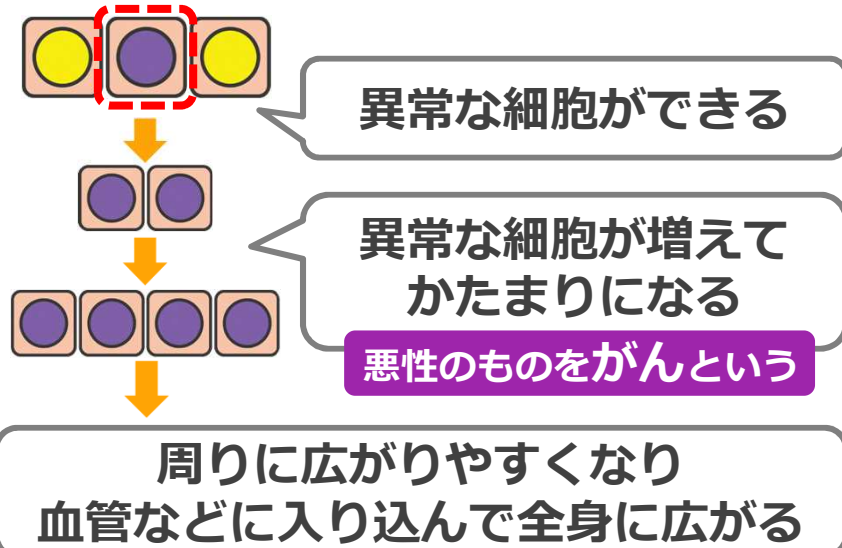 異常な細胞ができる
異常な細胞が増えて
かたまりになる
悪性のものをがんという
周りに広がりやすくなり
血管などに入り込んで全身に広がる